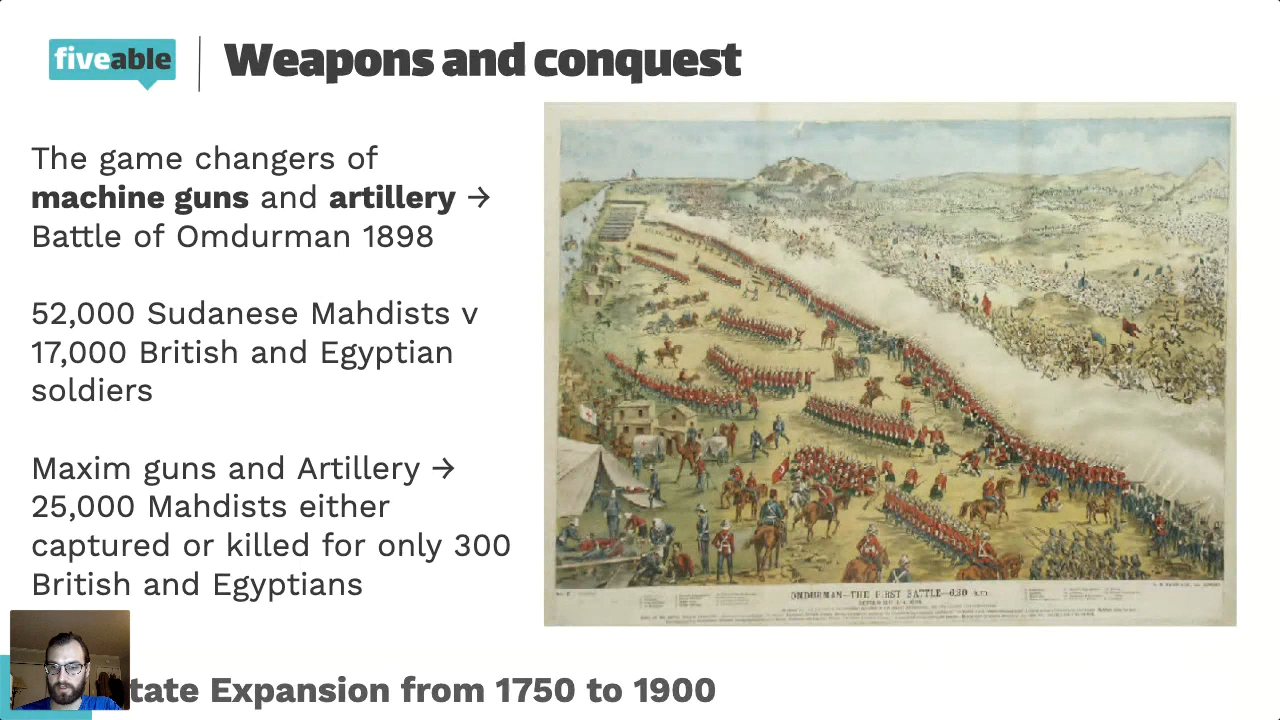 fiveable
Weapons and conquest
The game changers of
machine guns and artillery →
Battle of Omdurman 1898
52,000 Sudanese Mahdists v
17,000 British and Egyptian
soldiers
Maxim guns and Artillery →
25,000 Mahdists either
captured or killed for only 300
British and Egyptians
OMDURMAN—THE FIRST BATTLE—6.30 a.m.
tate Expansion from 1750 to 1900